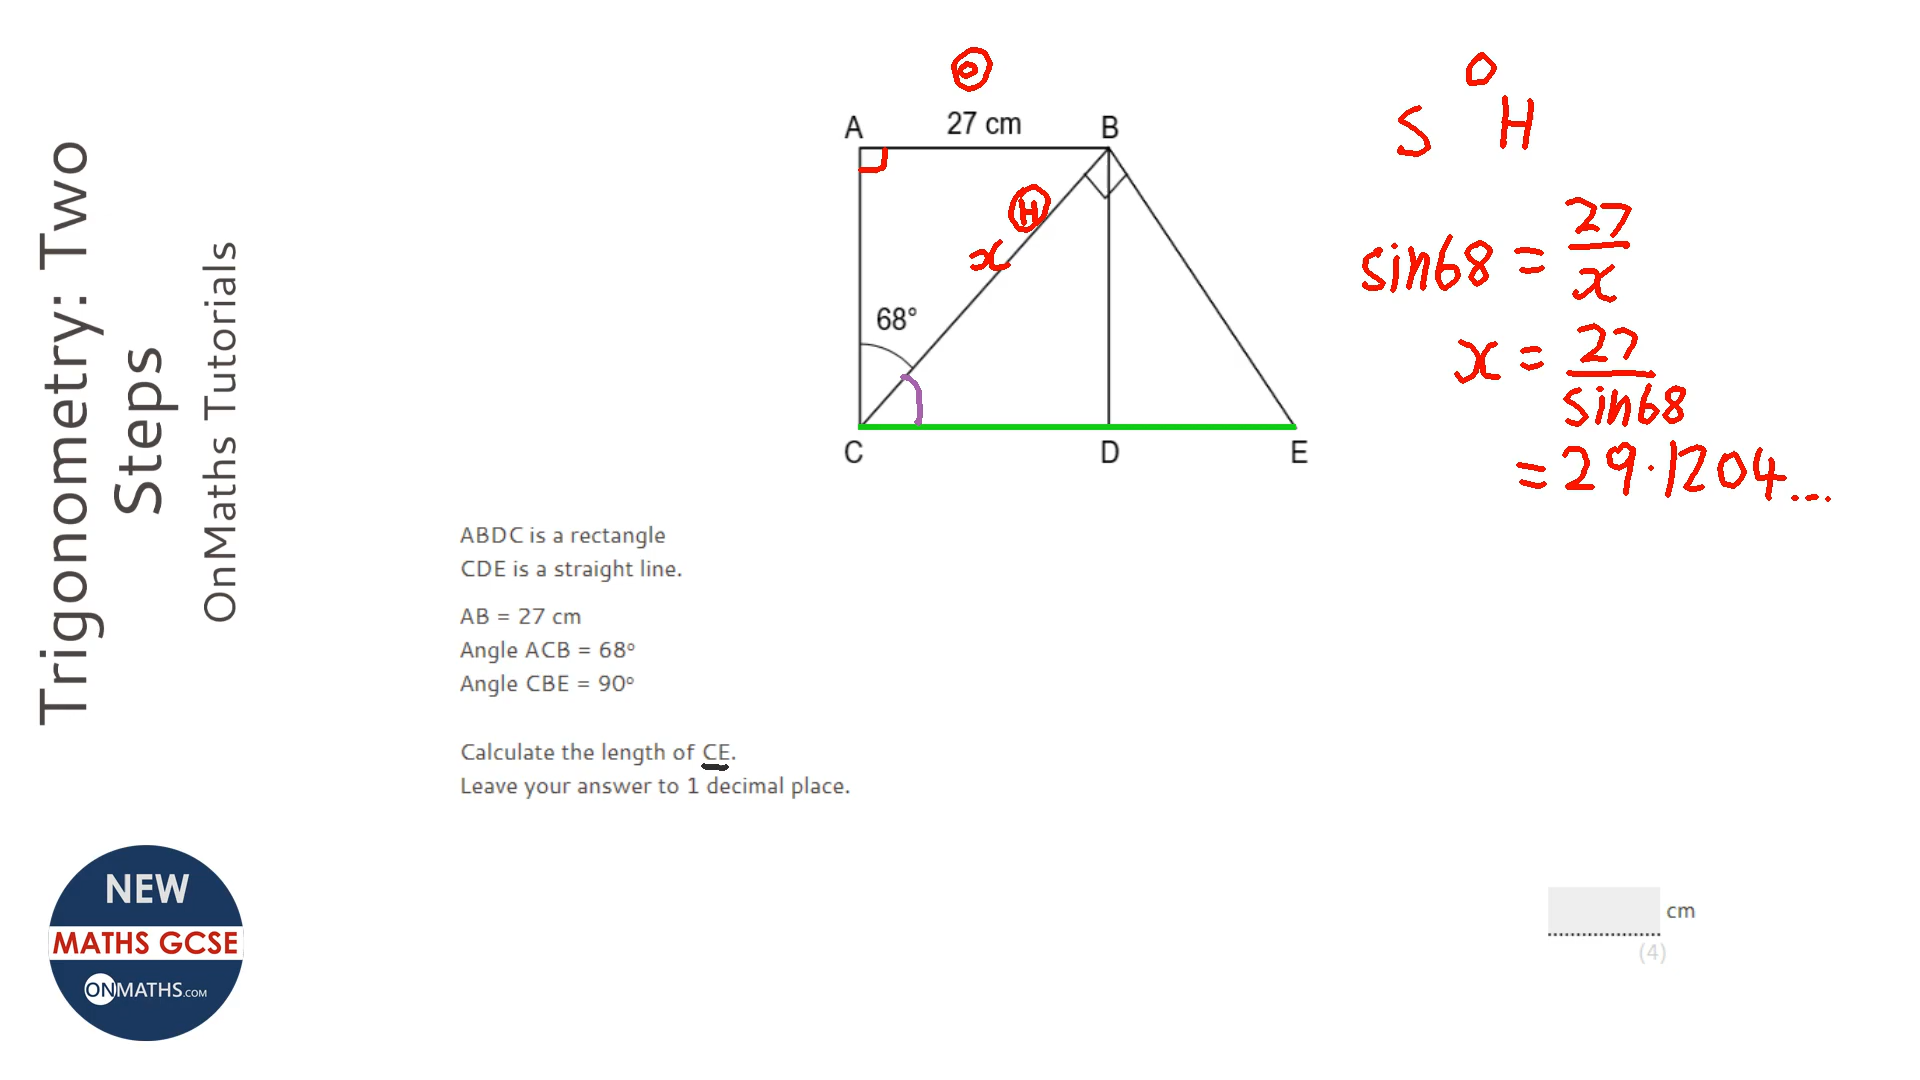 Trigonometry: Two
Steps
OnMaths Tutorials
O
A
27 cm
B
H
x
68°
C
D
E
O
S H
sin68 = 27/x
x = 27/sin68
= 29.1204...
ABDC is a rectangle
CDE is a straight line.
AB = 27 cm
Angle ACB = 68°
Angle CBE = 90°
Calculate the length of CE.
Leave your answer to 1 decimal place.
cm
(4)
NEW
MATHS GCSE
ONMATHS.COM